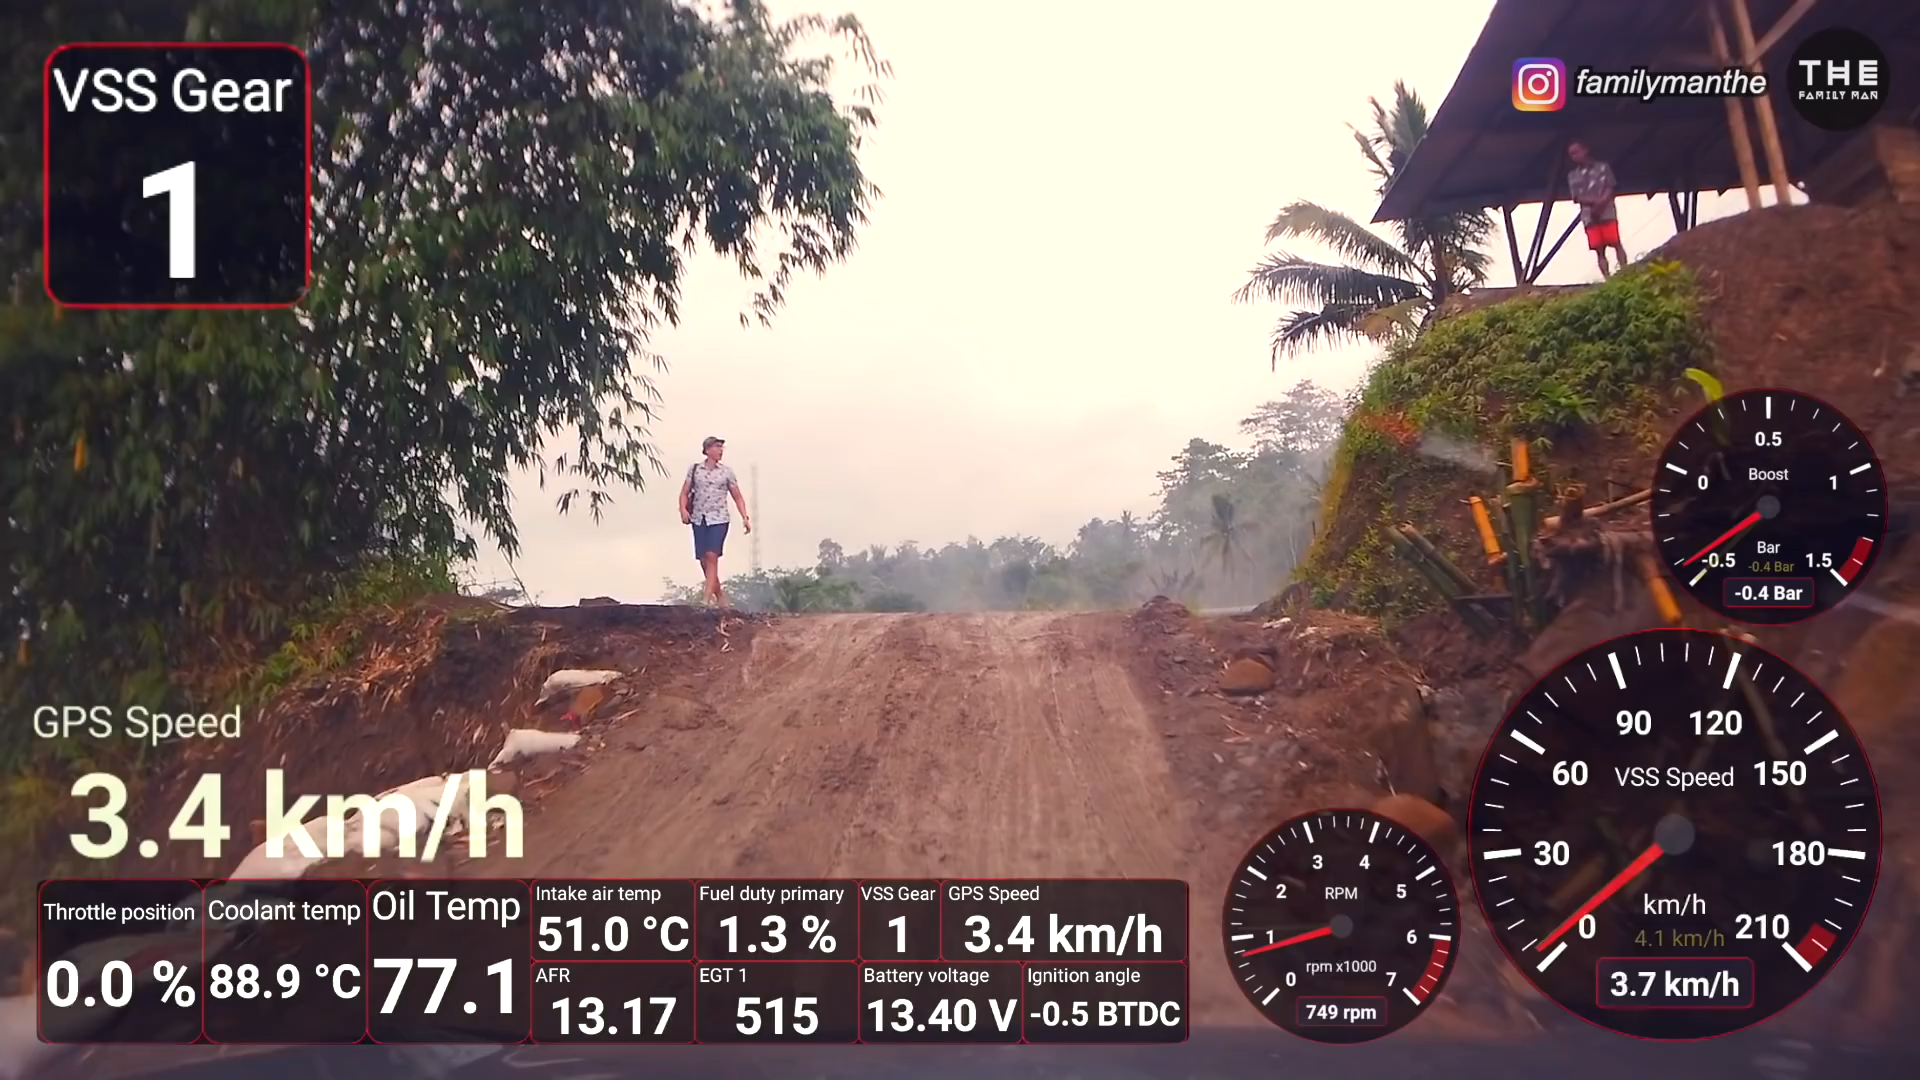 VSS Gear
1
familymanthe
THE
FAMILY MAN
0.5
0
Boost
1
Bar
-0.5
-0.4 Bar
1.5
-0.4 Bar
GPS Speed
3.4 km/h
90 120
60 VSS Speed 150
30 180
km/h
0 4.1 km/h 210
3.7 km/h
3 4
2 RPM 5
1 6
rpm x1000
0 7
749 rpm
Throttle position
0.0 %
Coolant temp
88.9 °C
Oil Temp
77.1
Intake air temp
51.0 °C
Fuel duty primary
1.3 %
VSS Gear
1
GPS Speed
3.4 km/h
AFR
13.17
EGT 1
515
Battery voltage
13.40 V
Ignition angle
-0.5 BTDC